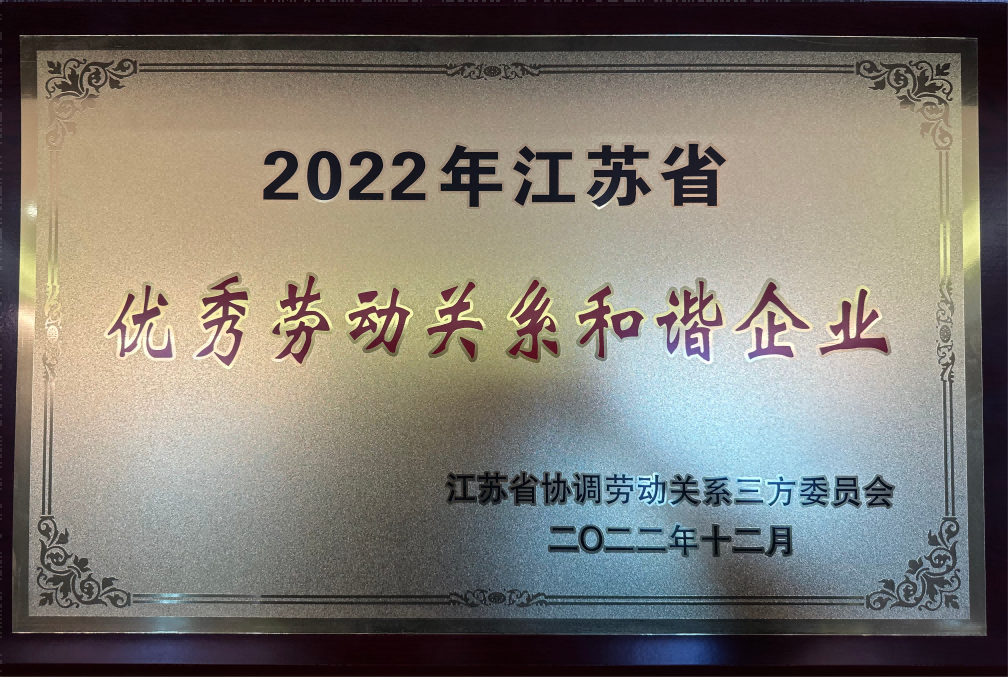 2022年江苏省
优秀劳动关系和谐企业
江苏省协调劳动关系三方委员会
二〇二二年十二月